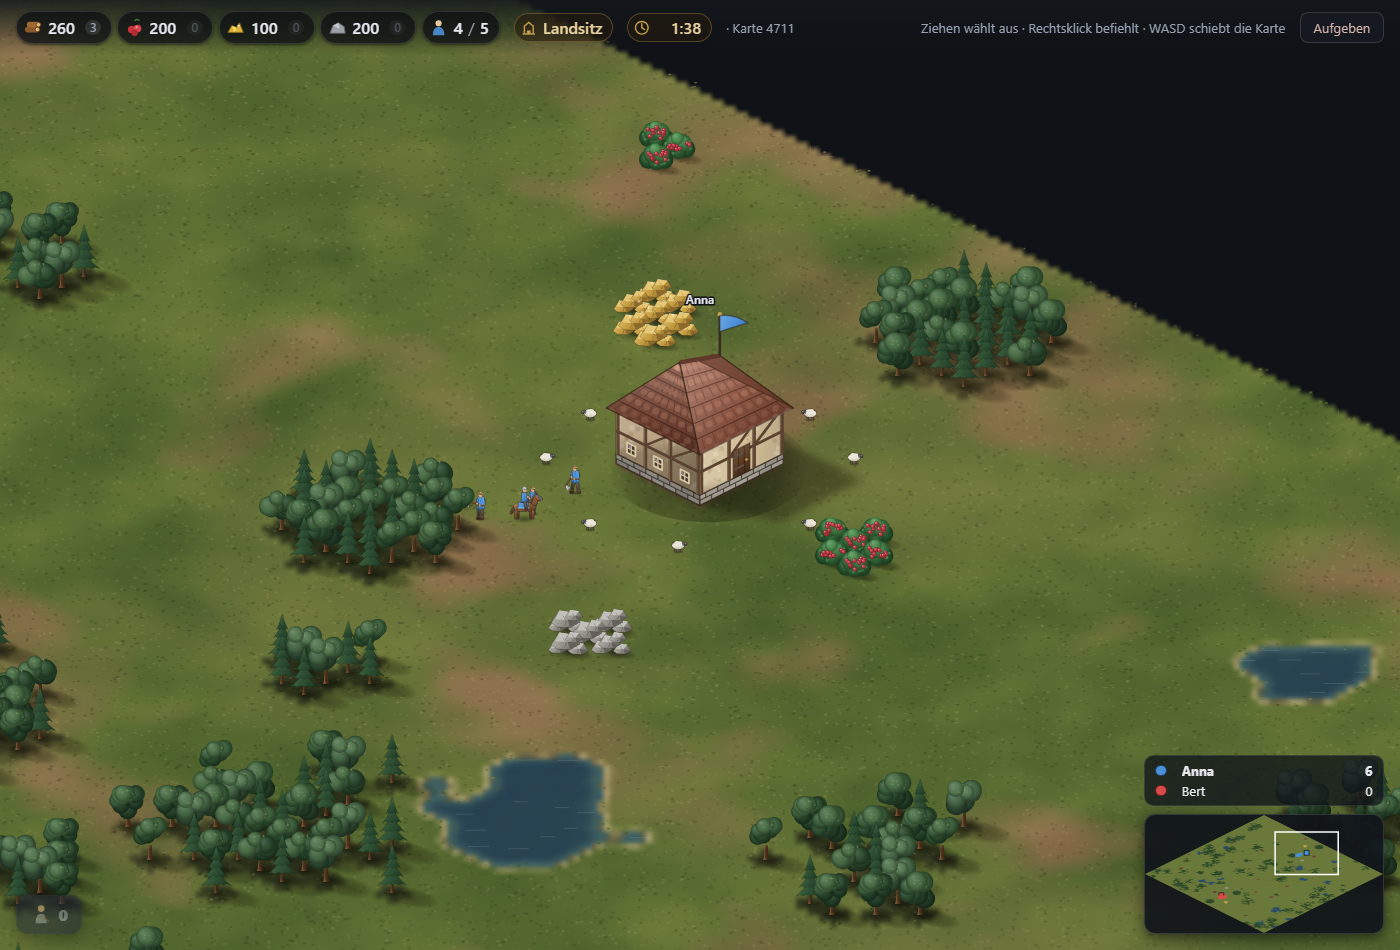 260 3 200 0 100 0 200 0 4 / 5 Landsitz 1:38 · Karte 4711 Ziehen wählt aus · Rechtsklick befiehlt · WASD schiebt die Karte Aufgeben
Anna
Anna 6
Bert 0
0